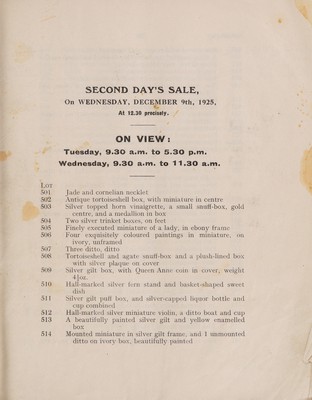 SECOND DAY'S SALE,
On WEDNESDAY, DECEMBER 9th, 1925,
At 12.30 precisely.
ON VIEW:
Tuesday, 9.30 a.m. to 5.30 p.m.
Wednesday, 9.30 a.m. to 11.30 a.m.
Lot
501 Jade and cornelian necklet
502 Antique tortoiseshell box, with miniature in centre
503 Silver topped horn vinaigrette, a small snuff-box, gold
centre, and a medallion in box
504 Two silver trinket boxes, on feet
505 Finely executed miniature of a lady, in ebony frame
506 Four exquisitely coloured paintings in miniature, on
ivory, unframed
507 Three ditto, ditto
508 Tortoiseshell and agate snuff-box and a plush-lined box
with silver plaque on cover
509 Silver gilt box, with Queen Anne coin in cover, weight
4½oz.
510 Hall-marked silver fern stand and basket-shaped sweet
dish
511 Silver gilt puff box, and silver-capped liquor bottle and
cup combined
512 Hall-marked silver miniature violin, a ditto boat and cup
513 A beautifully painted silver gilt and yellow enamelled
box
514 Mounted miniature in silver gilt frame, and 1 unmounted
ditto on ivory box, beautifully painted